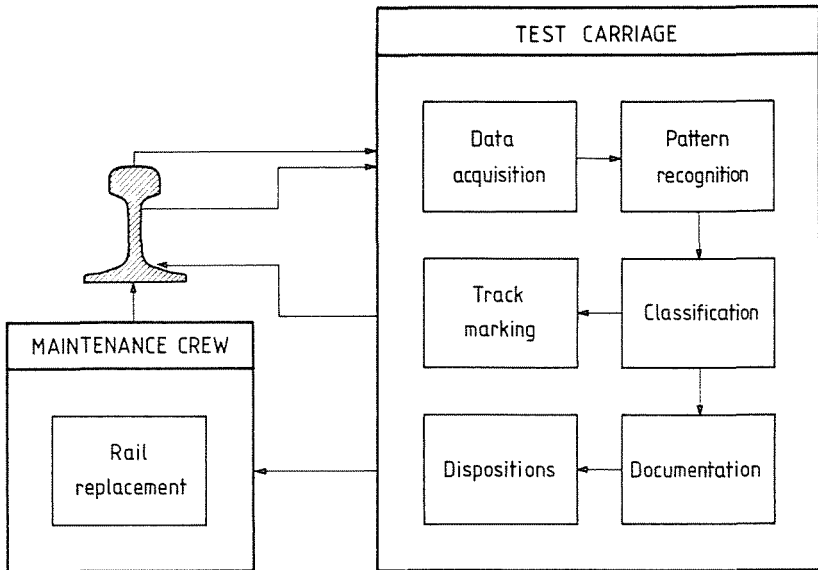 TEST CARRIAGE
Data
acquisition
Pattern
recognition
Track
marking
Classification
MAINTENANCE CREW
Rail
replacement
Dispositions
Documentation